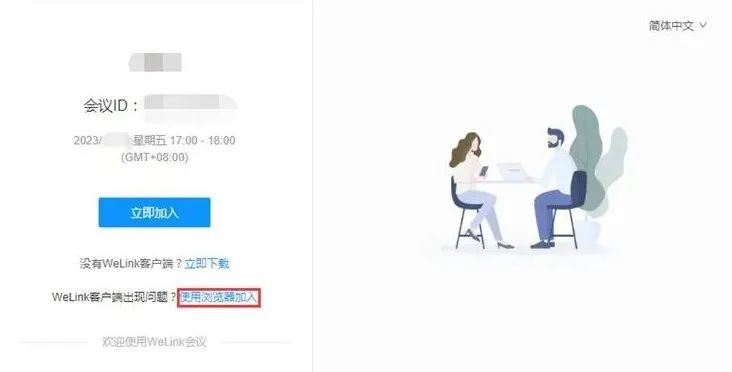 简体中文
会议ID：
2023/ 星期五 17:00 - 18:00
(GMT+08:00)
立即加入
没有WeLink客户端？立即下载
WeLink客户端出现问题？使用浏览器加入
欢迎使用WeLink会议